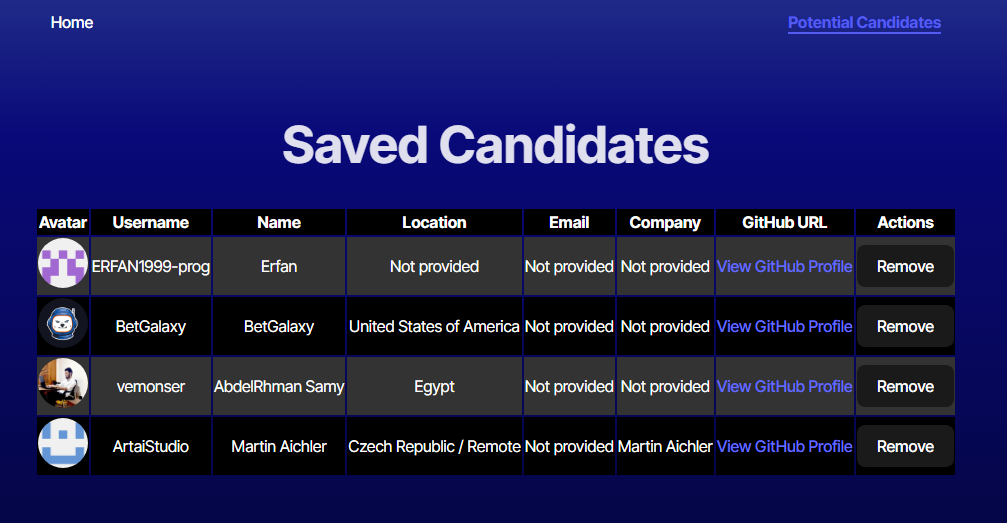 Home Potential Candidates
Saved Candidates
Avatar Username Name Location Email Company GitHub URL Actions
ERFAN1999-prog Erfan Not provided Not provided Not provided View GitHub Profile Remove
BetGalaxy BetGalaxy United States of America Not provided Not provided View GitHub Profile Remove
vemonser AbdelRhman Samy Egypt Not provided Not provided View GitHub Profile Remove
ArtaiStudio Martin Aichler Czech Republic / Remote Not provided Martin Aichler View GitHub Profile Remove